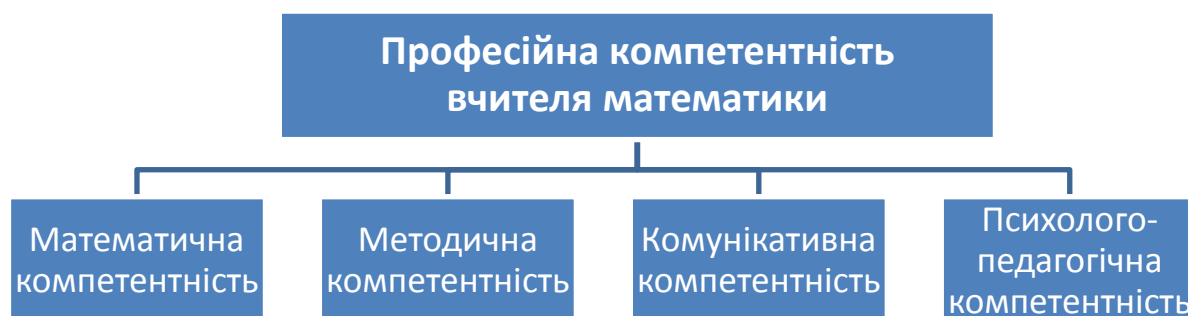 Професійна компетентність
вчителя математики
Математична
компетентність
Методична
компетентність
Комунікативна
компетентність
Психолого-
педагогічна
компетентність